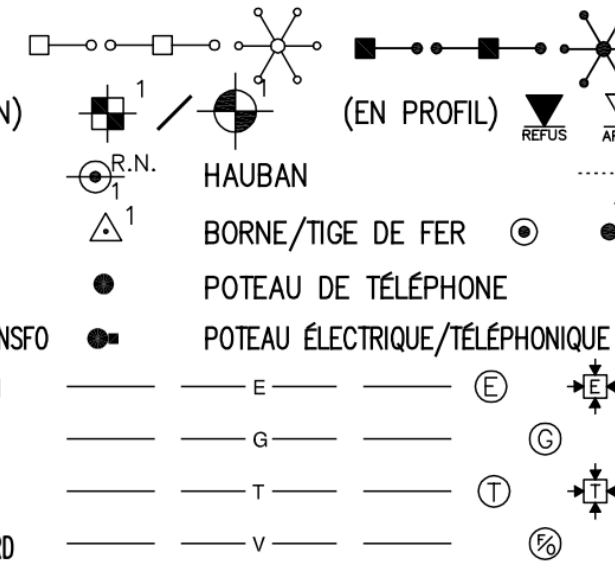 1 1
N) (EN PROFIL) REFUS
R.N. 1 HAUBAN
1 BORNE/TIGE DE FER
POTEAU DE TÉLÉPHONE
NSFO POTEAU ÉLECTRIQUE/TÉLÉPHONIQUE
E E E
G G
T T T
RD V F/O